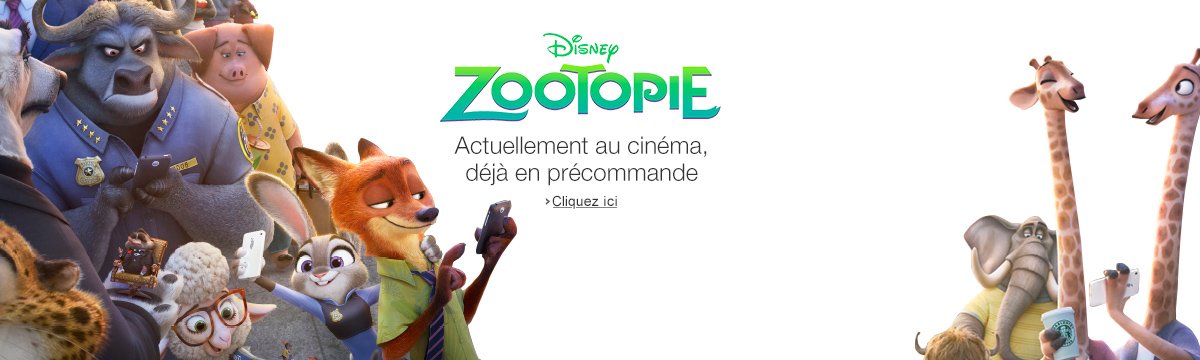 Disney
ZOOTOPIE
Actuellement au cinéma,
déjà en précommande
› Cliquez ici